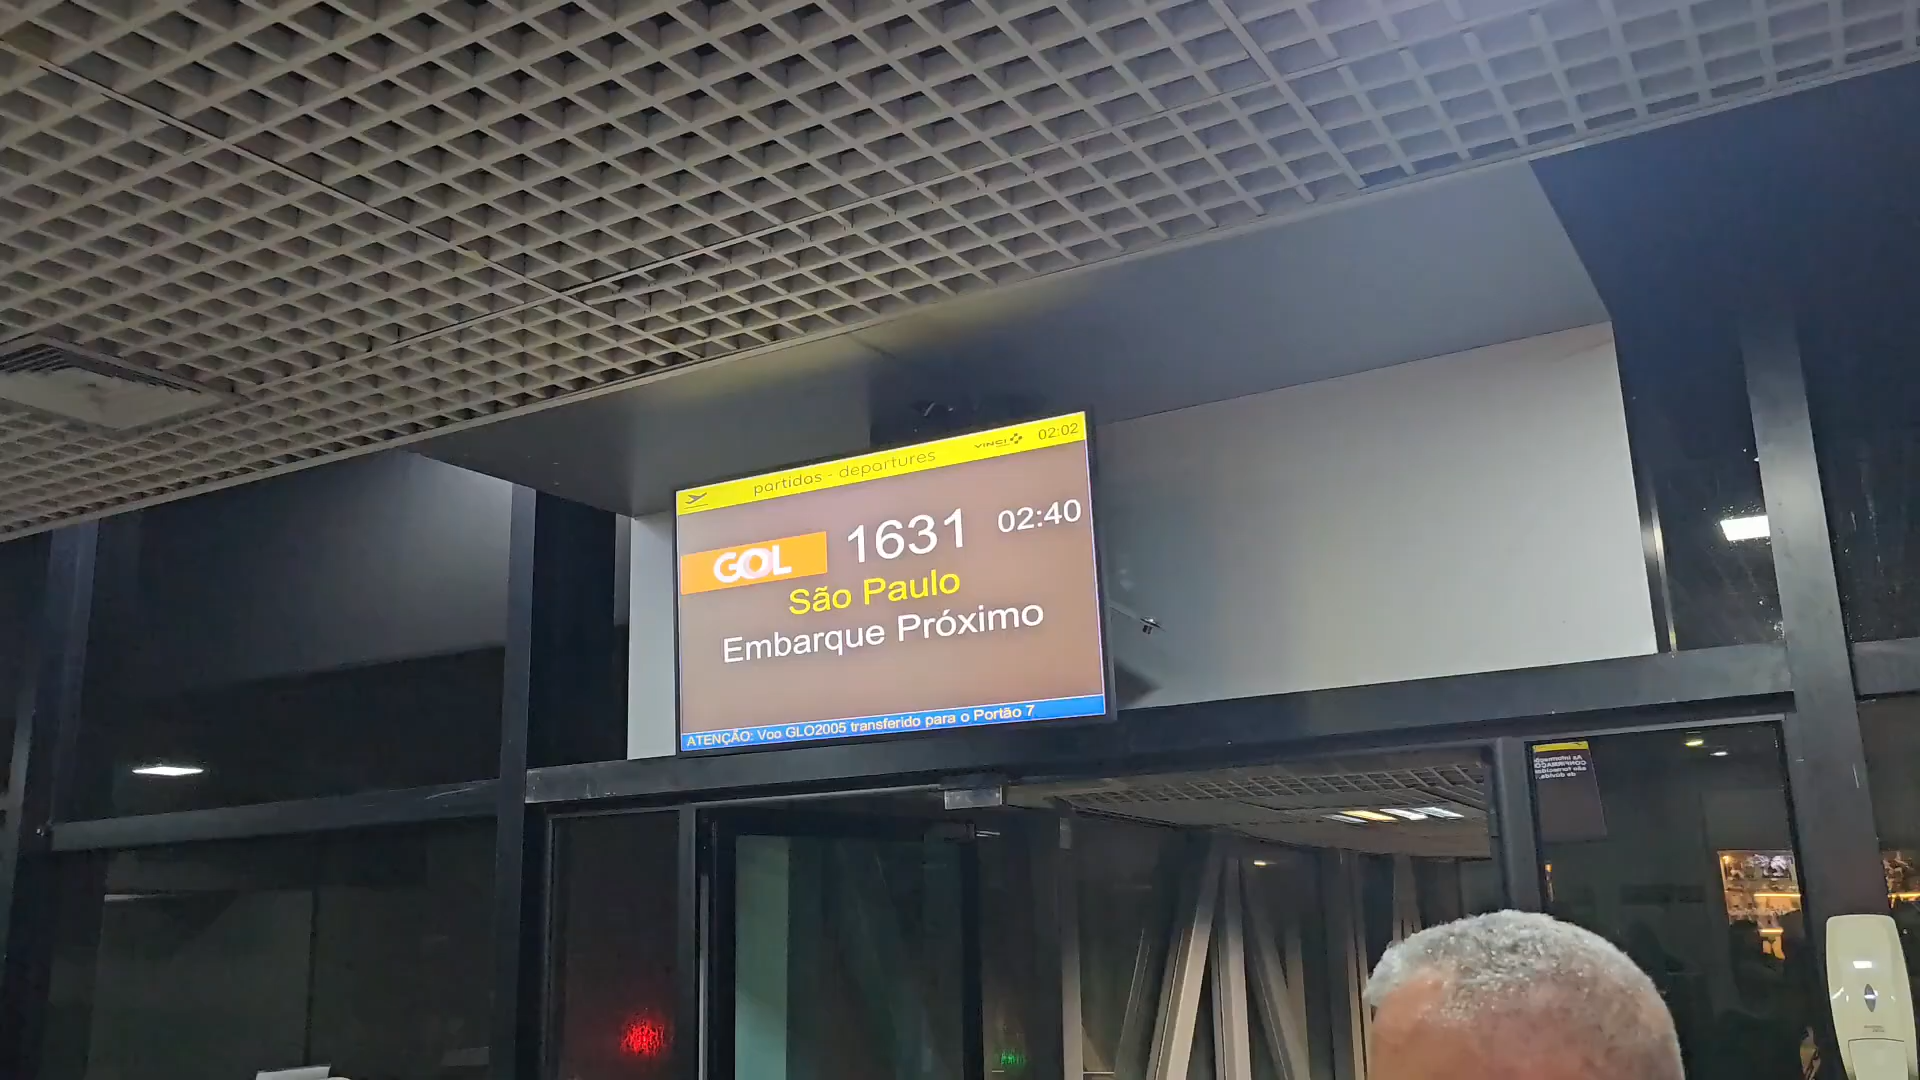 partidas - departures VINCI 02:02
GOL 1631 02:40
São Paulo
Embarque Próximo
ATENÇÃO: Voo GLO2005 transferido para o Portão 7